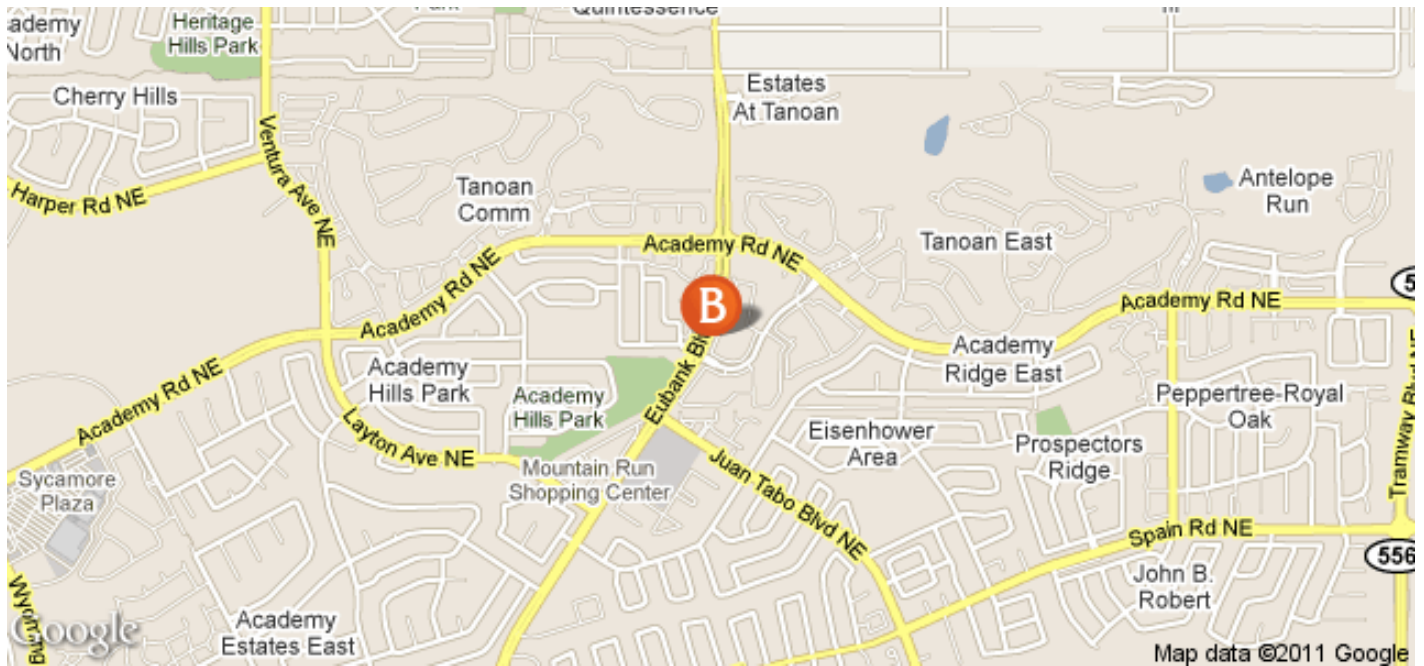 Quintessence
Academy
North
Heritage
Hills Park
Cherry Hills
Estates
At Tanoan
Ventura Ave NE
Harper Rd NE
Tanoan
Comm
Antelope
Run
Academy Rd NE
Tanoan East
Academy Rd NE
B
Academy Rd NE
Eubank Blv
Academy
Hills Park
Academy
Ridge East
Academy Rd NE
Academy
Hills Park
Peppertree-Royal
Oak
Tramway Blvd NE
Layton Ave NE
Eisenhower
Area
Prospectors
Ridge
Sycamore
Plaza
Mountain Run
Shopping Center
Juan Tabo Blvd NE
Spain Rd NE
556
John B.
Robert
Academy
Estates East
Google
Map data ©2011 Google